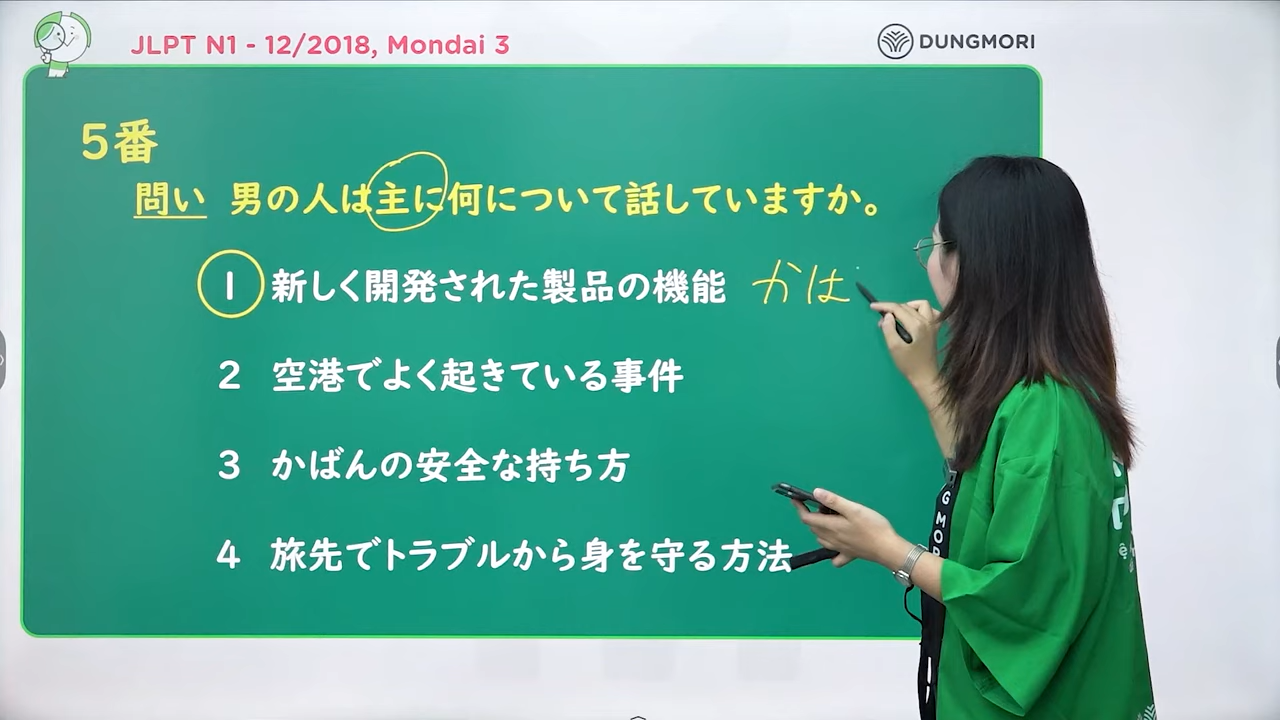 JLPT N1 - 12/2018, Mondai 3
DUNGMORI
5番
問い 男の人は主に何について話していますか。
1 新しく開発された製品の機能 かは
2 空港でよく起きている事件
3 かばんの安全な持ち方
4 旅先でトラブルから身を守る方法
G MOR